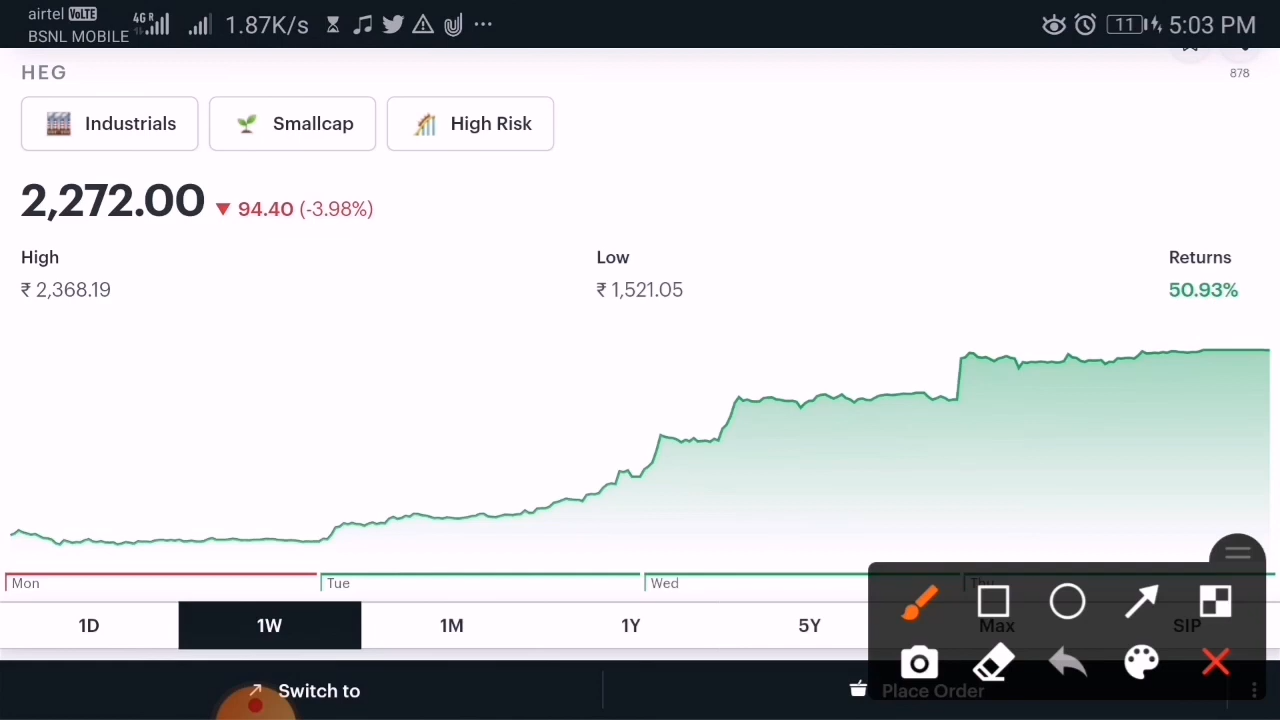 airtel VoLTE 4G R 1.87K/s 11 5:03 PM
BSNL MOBILE
HEG
878
Industrials Smallcap High Risk
2,272.00 94.40 (-3.98%)
High Low Returns
₹ 2,368.19 ₹ 1,521.05 50.93%
Mon Tue Wed Thu
1D 1W 1M 1Y 5Y Max SIP
Switch to Place Order